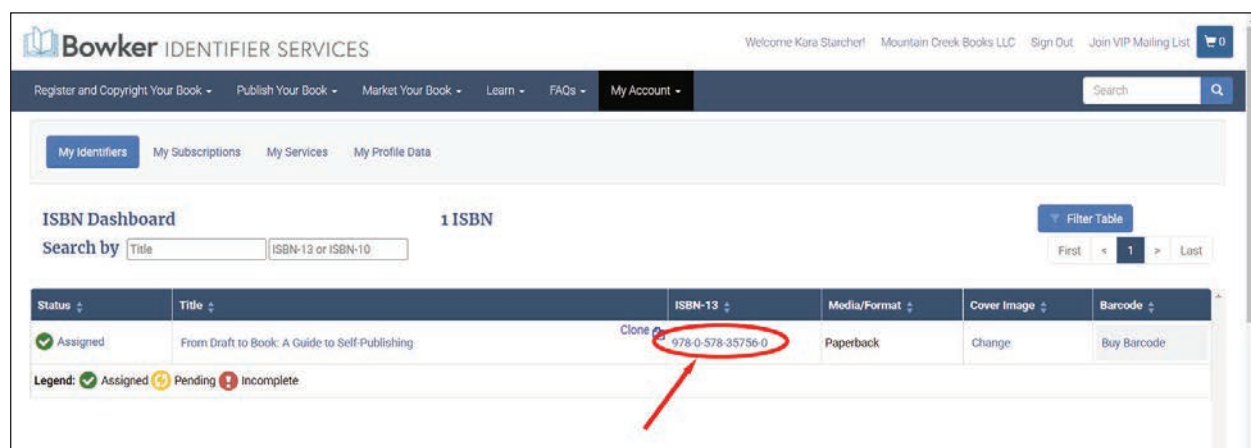 Bowker IDENTIFIER SERVICES
Welcome Kara Starcher! Mountain Creek Books LLC Sign Out Join VIP Mailing List 0
Register and Copyright Your Book Publish Your Book Market Your Book Learn FAQs My Account Search
My Identifiers My Subscriptions My Services My Profile Data
ISBN Dashboard 1 ISBN Filter Table
Search by Title ISBN-13 or ISBN-10 First < 1 > Last
Status Title ISBN-13 Media/Format Cover Image Barcode
Assigned From Draft to Book: A Guide to Self-Publishing Clone 978-0-578-35756-0 Paperback Change Buy Barcode
Legend: Assigned Pending Incomplete